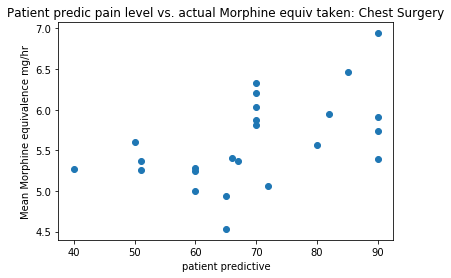 Patient predic pain level vs. actual Morphine equiv taken: Chest Surgery
Mean Morphine equivalence mg/hr
7.0
6.5
6.0
5.5
5.0
4.5
40 50 60 70 80 90
patient predictive